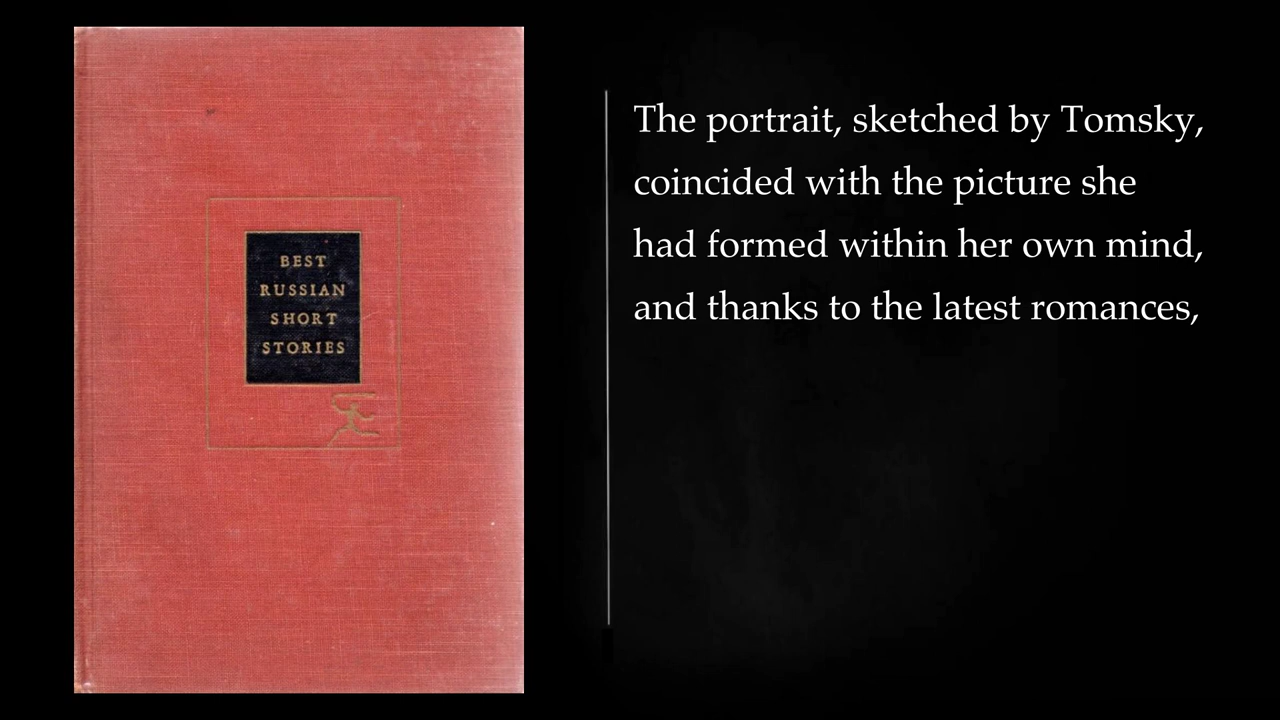 BEST
RUSSIAN
SHORT
STORIES
The portrait, sketched by Tomsky,
coincided with the picture she
had formed within her own mind,
and thanks to the latest romances,